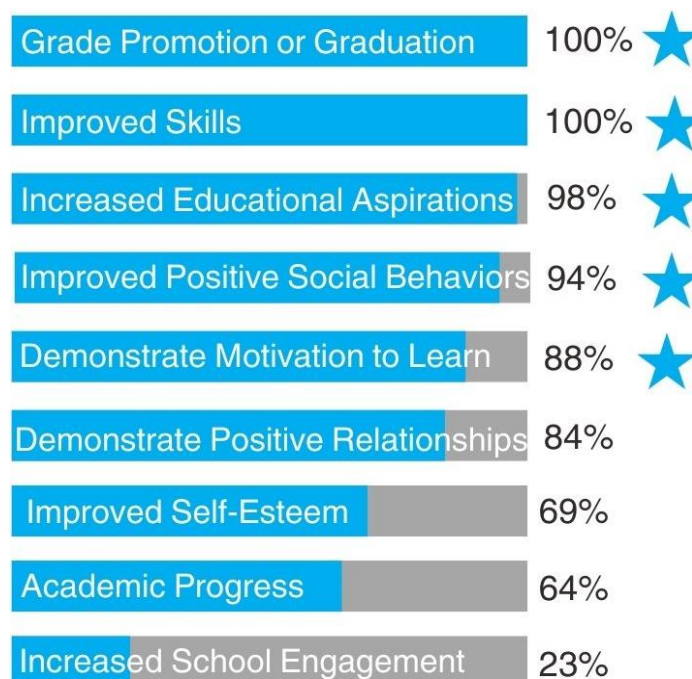 Grade Promotion or Graduation 100%
Improved Skills 100%
Increased Educational Aspirations 98%
Improved Positive Social Behaviors 94%
Demonstrate Motivation to Learn 88%
Demonstrate Positive Relationships 84%
Improved Self-Esteem 69%
Academic Progress 64%
Increased School Engagement 23%